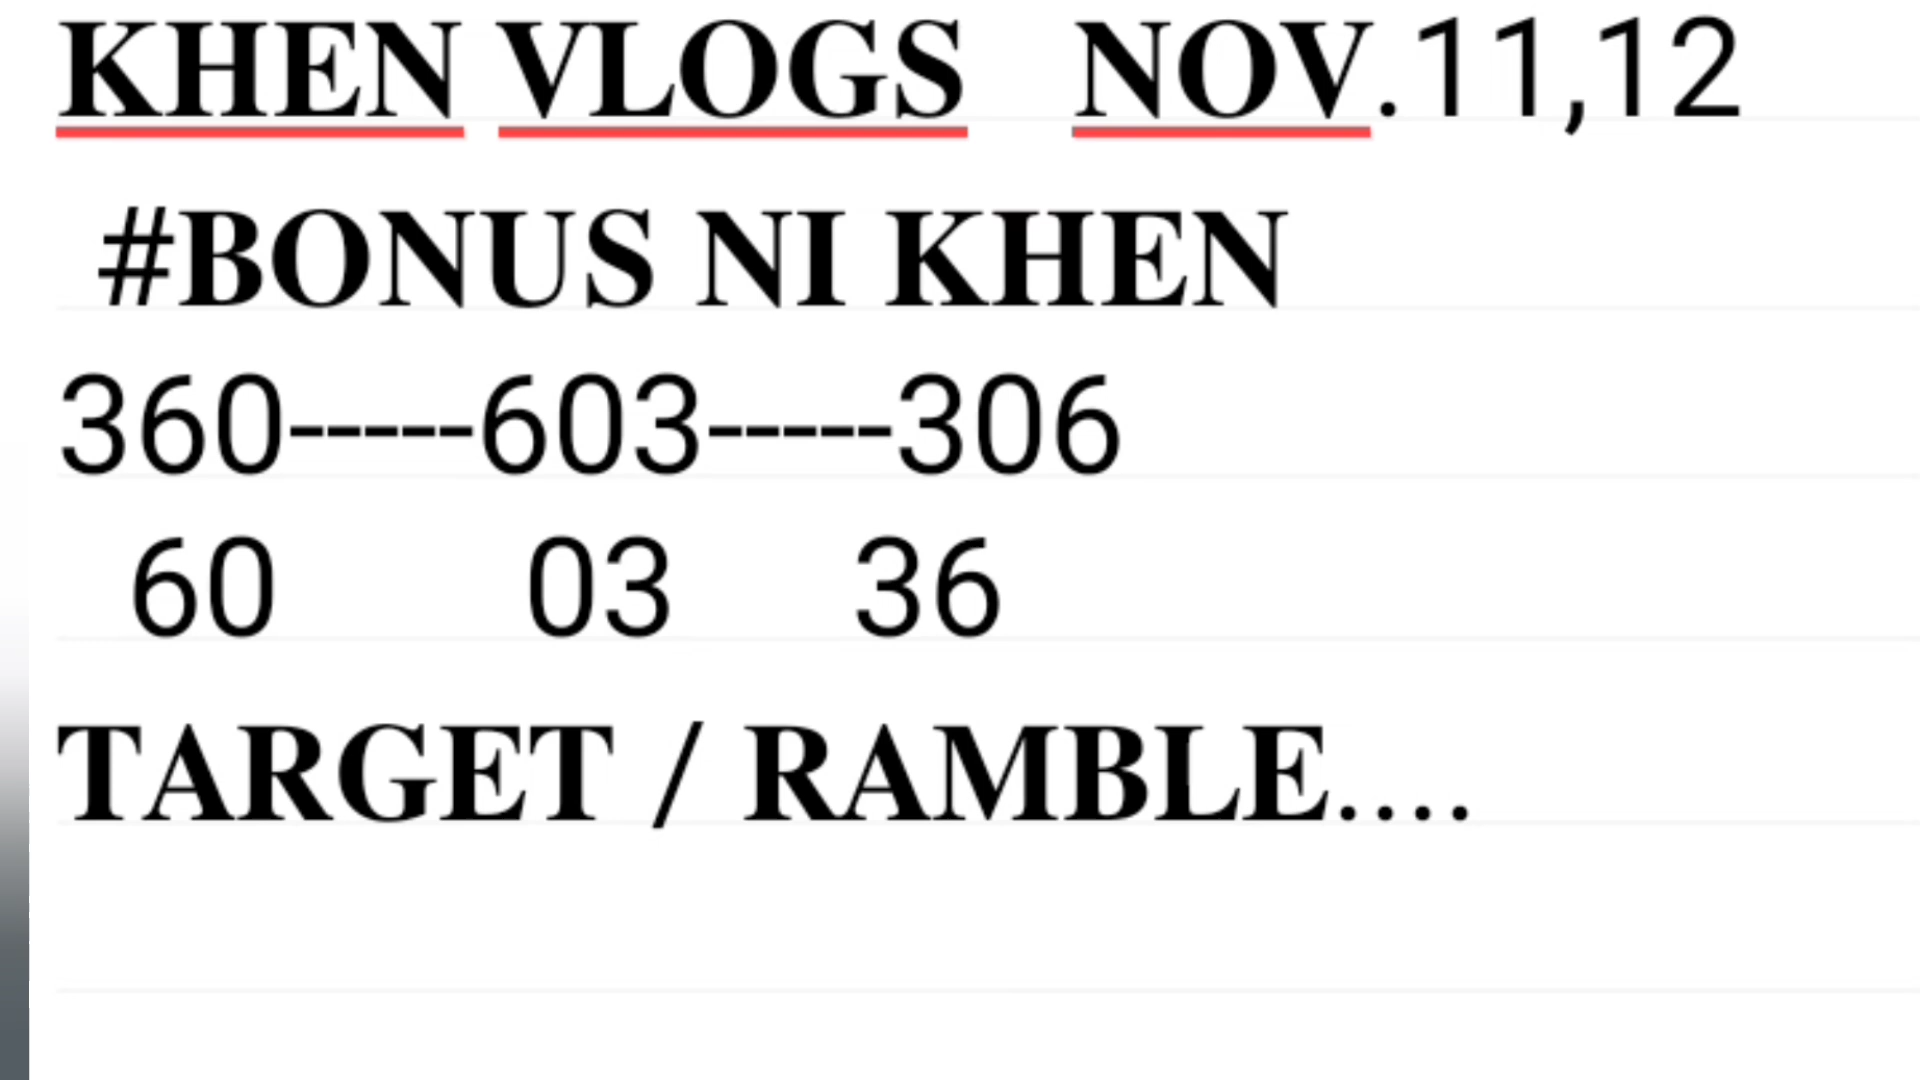 KHEN VLOGS NOV.11,12
#BONUS NI KHEN
360-----603-----306
60 03 36
TARGET / RAMBLE....